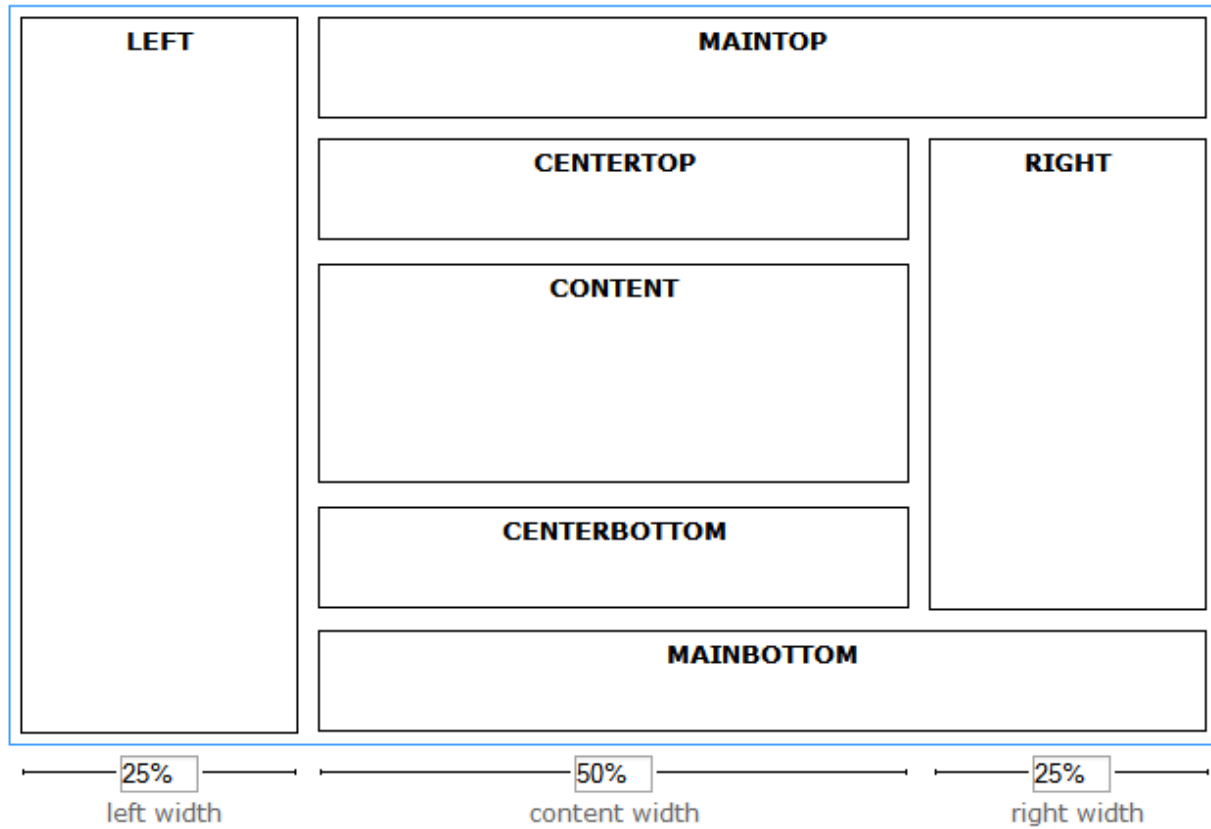 LEFT
MAINTOP
CENTERTOP
RIGHT
CONTENT
CENTERBOTTOM
MAINBOTTOM
25%
50%
25%
left width
content width
right width